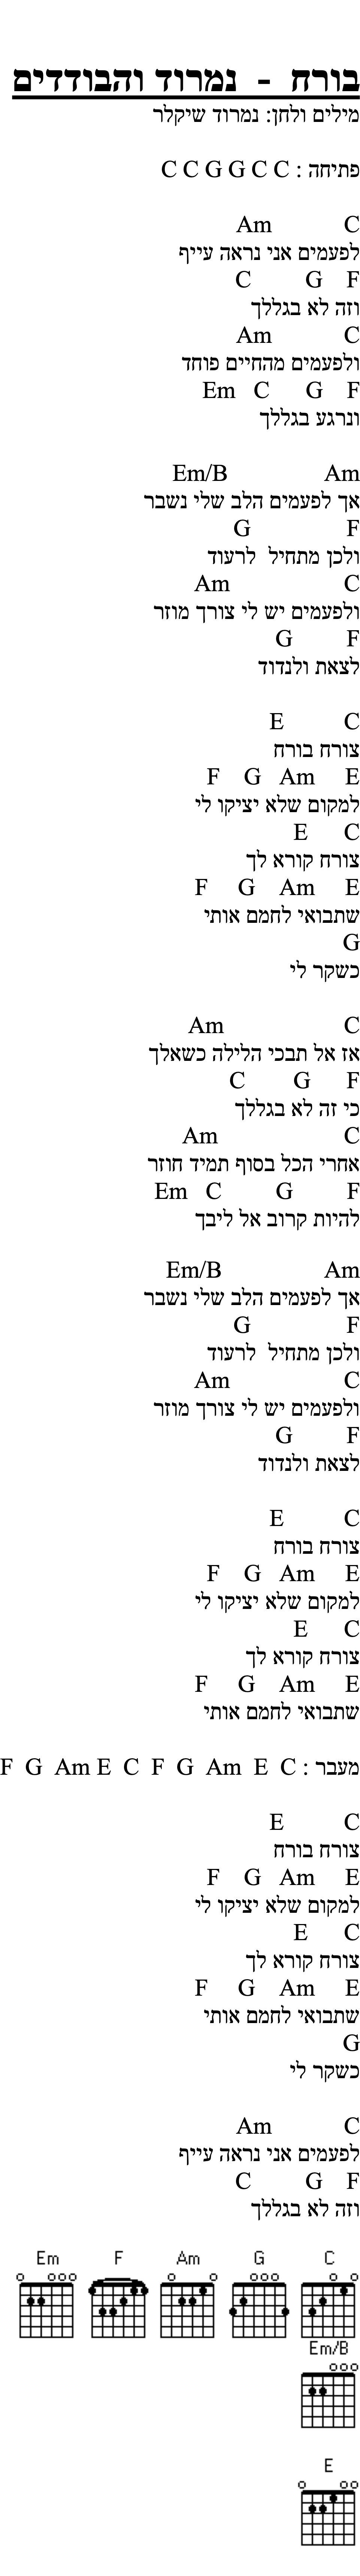 בורח - נמרוד והבודדים
מילים ולחן: נמרוד שיקלר
פתיחה : C C G G C C
Am C
לפעמים אני נראה עייף
C G F
וזה לא בגללך
Am C
ולפעמים מהחיים פוחד
Em C G F
ונרגע בגללך
Em/B Am
אך לפעמים הלב שלי נשבר
G F
ולכן מתחיל לרעוד
Am C
ולפעמים יש לי צורך מוזר
G F
לצאת ולנדוד
E C
צורח בורח
F G Am E
למקום שלא יציקו לי
E C
צורח קורא לך
F G Am E
שתבואי לחמם אותי
G
כשקר לי
Am C
אז אל תבכי הלילה כשאלך
C G F
כי זה לא בגללך
Am C
אחרי הכל בסוף תמיד חוזר
Em C G F
להיות קרוב אל ליבך
Em/B Am
אך לפעמים הלב שלי נשבר
G F
ולכן מתחיל לרעוד
Am C
ולפעמים יש לי צורך מוזר
G F
לצאת ולנדוד
E C
צורח בורח
F G Am E
למקום שלא יציקו לי
E C
צורח קורא לך
F G Am E
שתבואי לחמם אותי
מעבר : F G Am E C F G Am E C
E C
צורח בורח
F G Am E
למקום שלא יציקו לי
E C
צורח קורא לך
F G Am E
שתבואי לחמם אותי
G
כשקר לי
Am C
לפעמים אני נראה עייף
C G F
וזה לא בגללך
Em F Am G C
Em/B
E